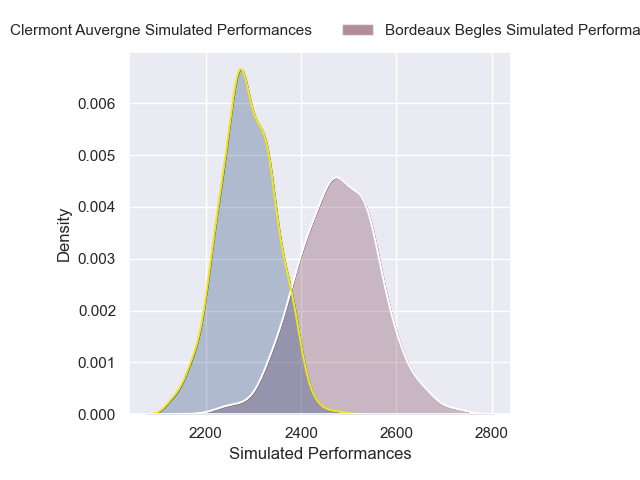 Clermont Auvergne Simulated Performances
Bordeaux Begles Simulated Performa
0.006
0.005
0.004
0.003
0.002
0.001
0.000
Density
2200 2400 2600 2800
Simulated Performances